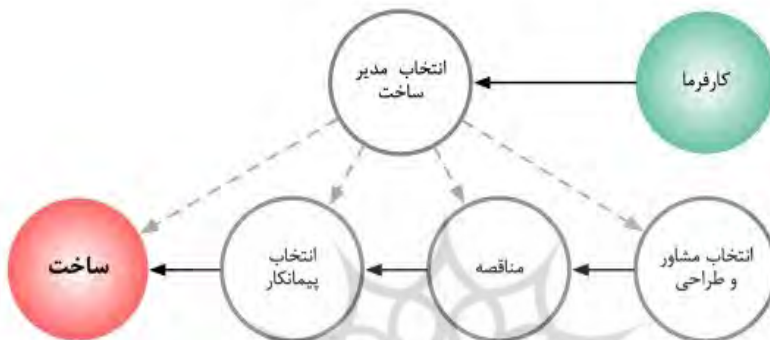 کارفرما
انتخاب مدیر
ساخت
انتخاب مشاور
و طراحی
مناقصه
انتخاب
پیمانکار
ساخت